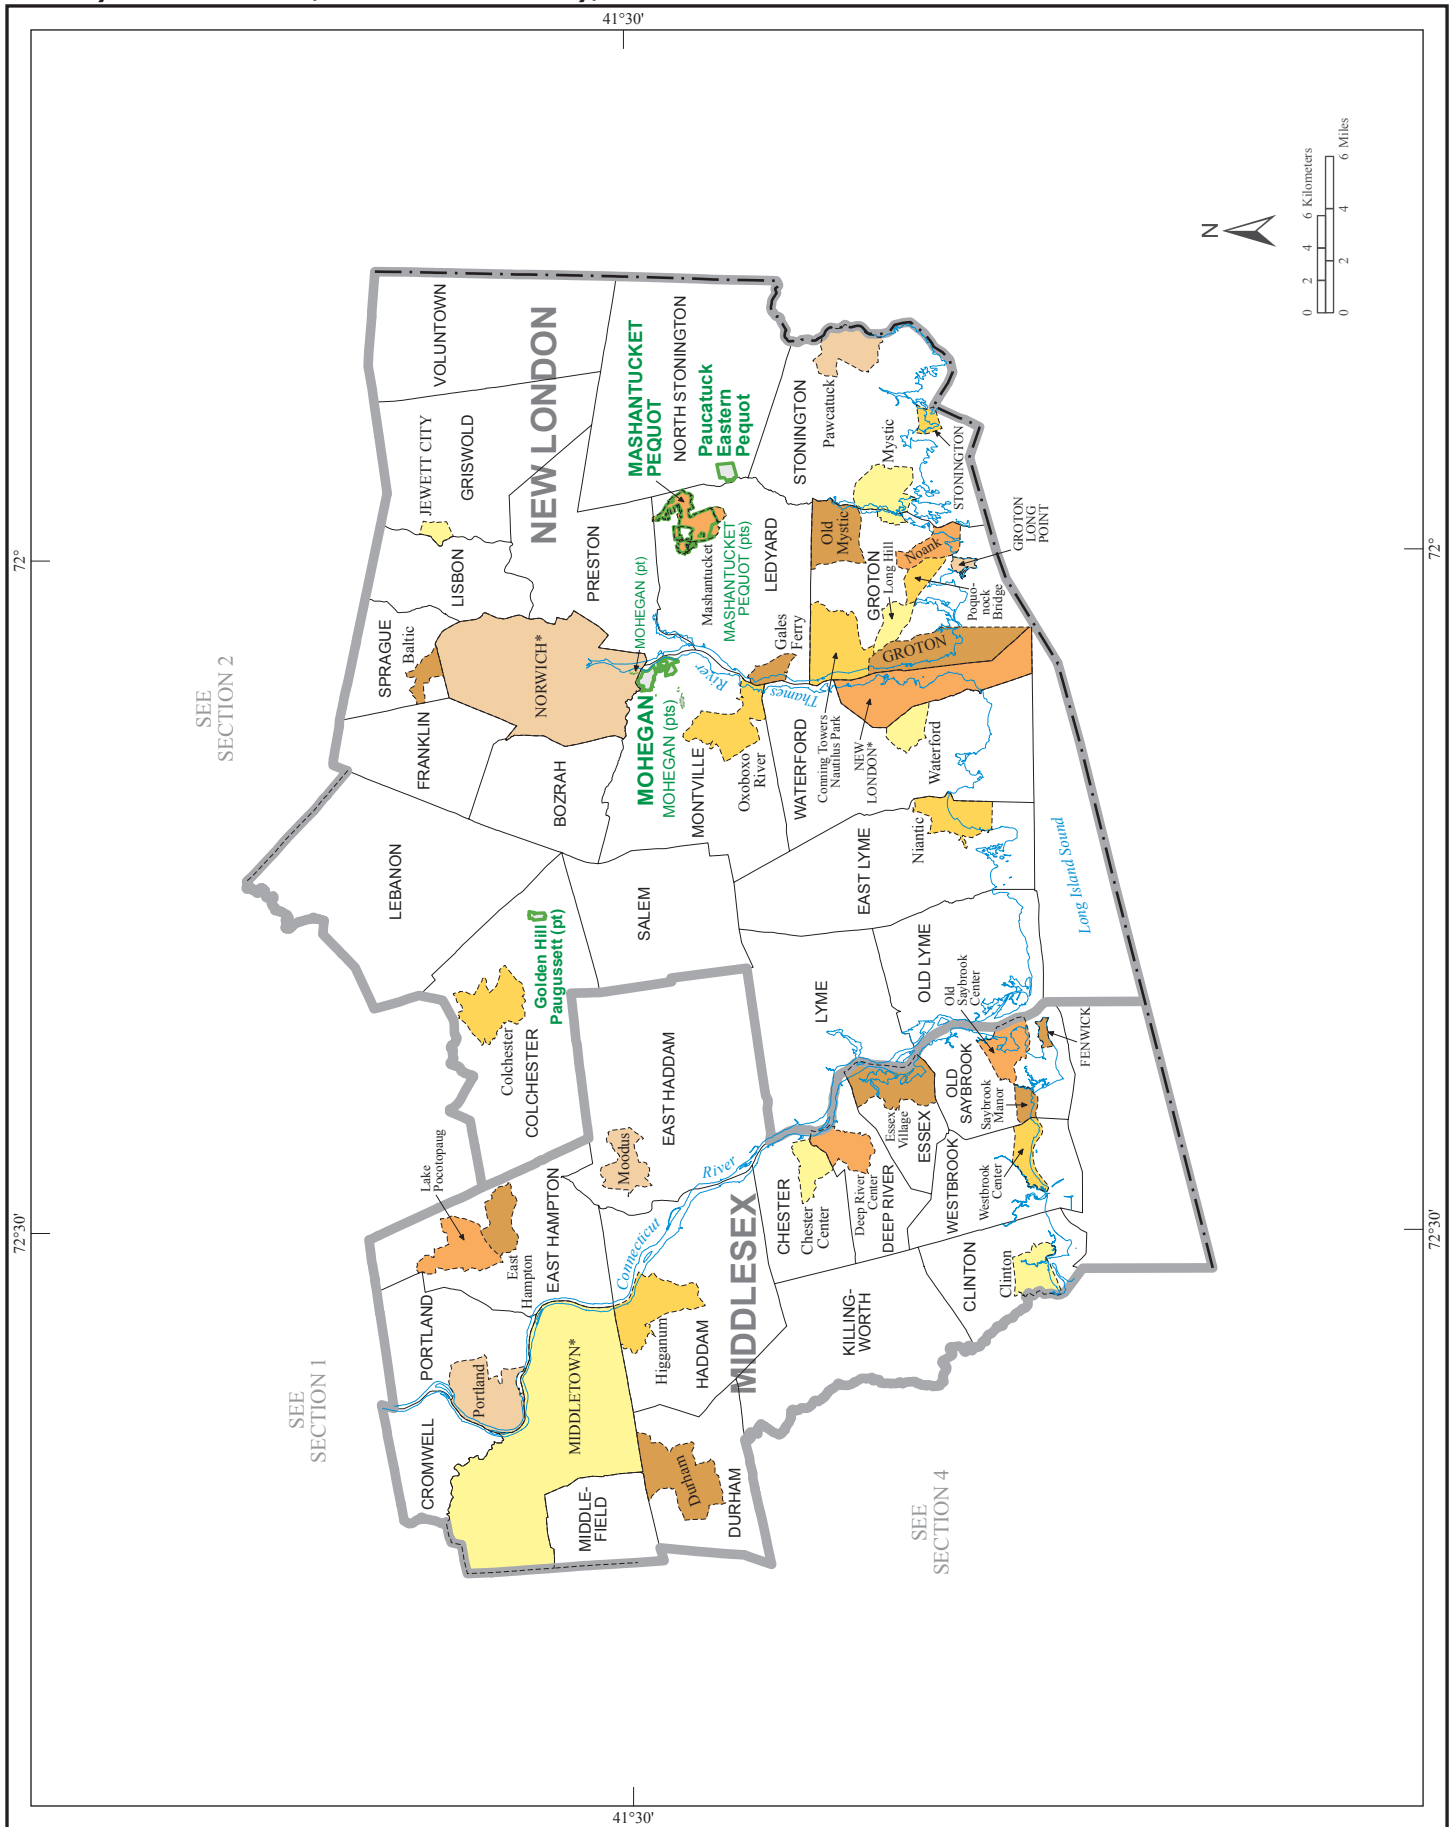 41°30'
SEE
SECTION 1
SEE
SECTION 2
SEE
SECTION 4
72°30'
72°
72°30'
72°
41°30'
N
0 2 4 6 Kilometers
0 2 4 6 Miles
NEW LONDON
MIDDLESEX
VOLUNTOWN
GRISWOLD
JEWETT CITY
LISBON
SPRAGUE
Baltic
FRANKLIN
NORWICH*
BOZRAH
LEBANON
PRESTON
NORTH STONINGTON
MASHANTUCKET
PEQUOT
Paucatuck
Eastern
Pequot
Mashantucket
MASHANTUCKET
PEQUOT (pts)
LEDYARD
MOHEGAN (pt)
MOHEGAN
MOHEGAN (pts)
MONTVILLE
Oxoboxo
River
Gales
Ferry
Thames
River
STONINGTON
Pawcatuck
Mystic
STONINGTON
Old
Mystic
GROTON
Long Hill
Noank
GROTON
LONG
POINT
Poquo-
nock
Bridge
GROTON
WATERFORD
Conning Towers
Nautilus Park
NEW
LONDON*
Waterford
Niantic
EAST LYME
Long Island Sound
SALEM
Golden Hill
Paugussett (pt)
Colchester
COLCHESTER
LYME
OLD LYME
Old
Saybrook
Center
FENWICK
OLD
SAYBROOK
Saybrook
Manor
Essex
Village
ESSEX
WESTBROOK
Westbrook
Center
Deep River
Center
DEEP RIVER
CHESTER
Chester
Center
EAST HADDAM
Moodus
Connecticut
River
Lake
Pocotopaug
East
Hampton
EAST HAMPTON
PORTLAND
Portland
CROMWELL
MIDDLETOWN*
MIDDLE-
FIELD
Higganum
HADDAM
Durham
DURHAM
KILLING-
WORTH
CLINTON
Clinton